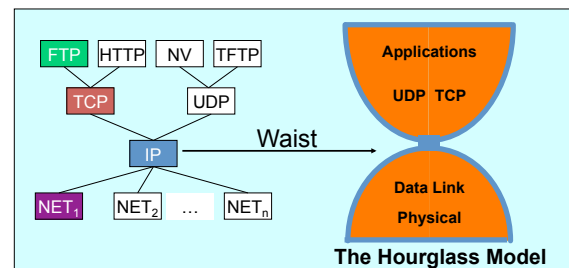 FTP HTTP NV TFTP
TCP UDP
IP
NET1 NET2 … NETn
Waist
Applications
UDP TCP
Data Link
Physical
The Hourglass Model